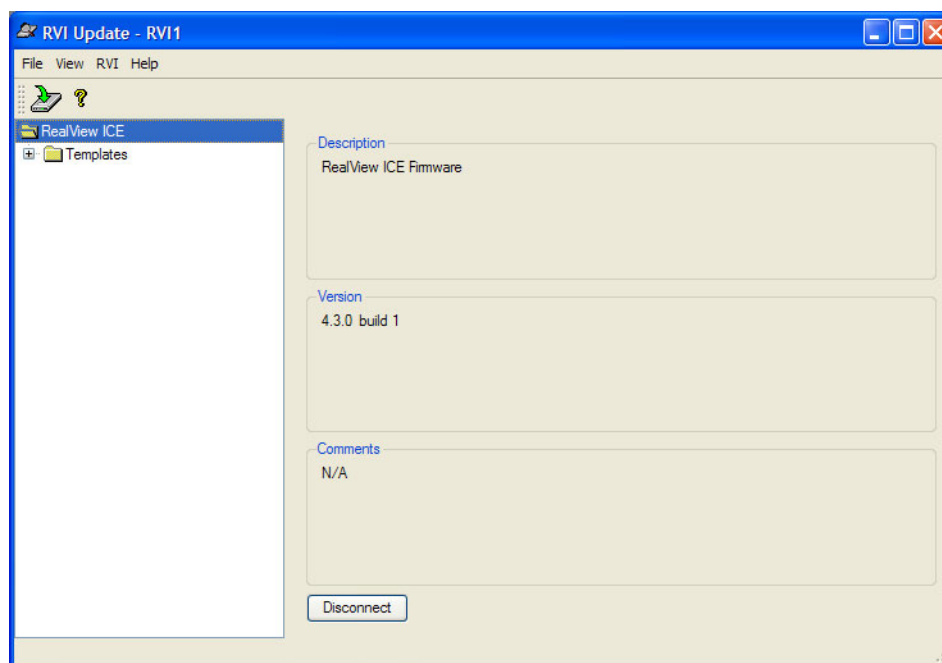 RVI Update - RVI1
File View RVI Help
RealView ICE
Templates
Description
RealView ICE Firmware
Version
4.3.0 build 1
Comments
N/A
Disconnect